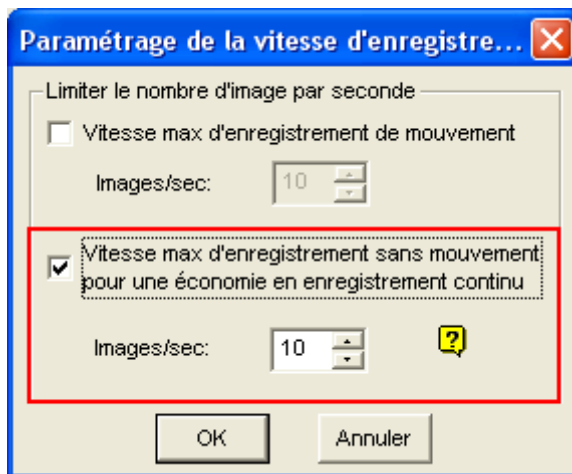 Paramétrage de la vitesse d'enregistre...
Limiter le nombre d'image par seconde
Vitesse max d'enregistrement de mouvement
Images/sec: 10
Vitesse max d'enregistrement sans mouvement
pour une économie en enregistrement continu
Images/sec: 10 ?
OK Annuler